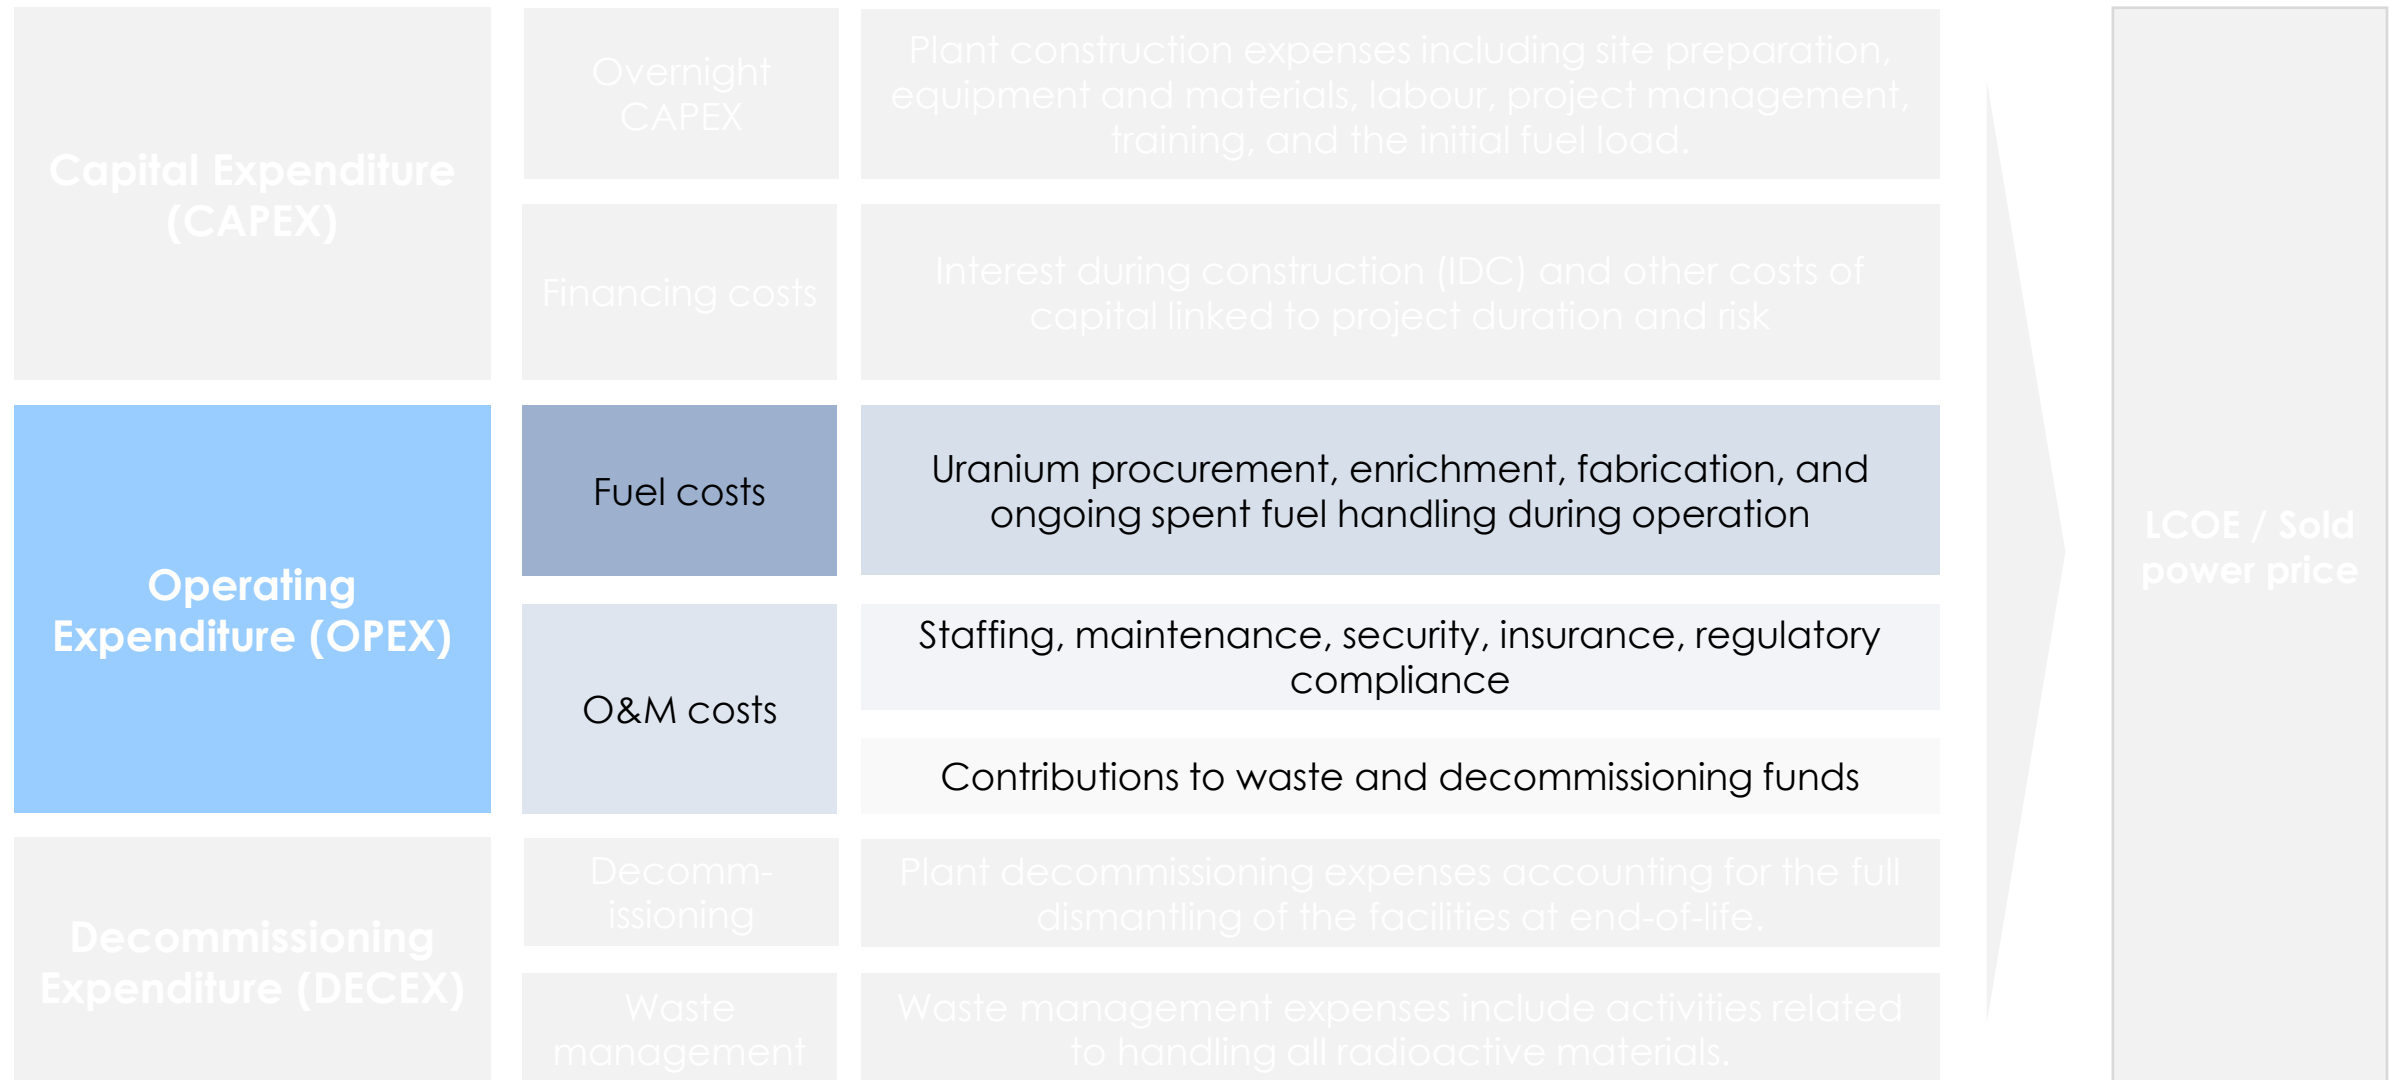 Capital Expenditure
(CAPEX)
Overnight
CAPEX
Plant construction expenses including site preparation,
equipment and materials, labour, project management,
training, and the initial fuel load.
Financing costs
Interest during construction (IDC) and other costs of
capital linked to project duration and risk
Operating
Expenditure (OPEX)
Fuel costs
Uranium procurement, enrichment, fabrication, and
ongoing spent fuel handling during operation
O&M costs
Staffing, maintenance, security, insurance, regulatory
compliance
Contributions to waste and decommissioning funds
Decommissioning
Expenditure (DECEX)
Decomm-
issioning
Plant decommissioning expenses accounting for the full
dismantling of the facilities at end-of-life.
Waste
management
Waste management expenses include activities related
to handling all radioactive materials.
LCOE / Sold
power price